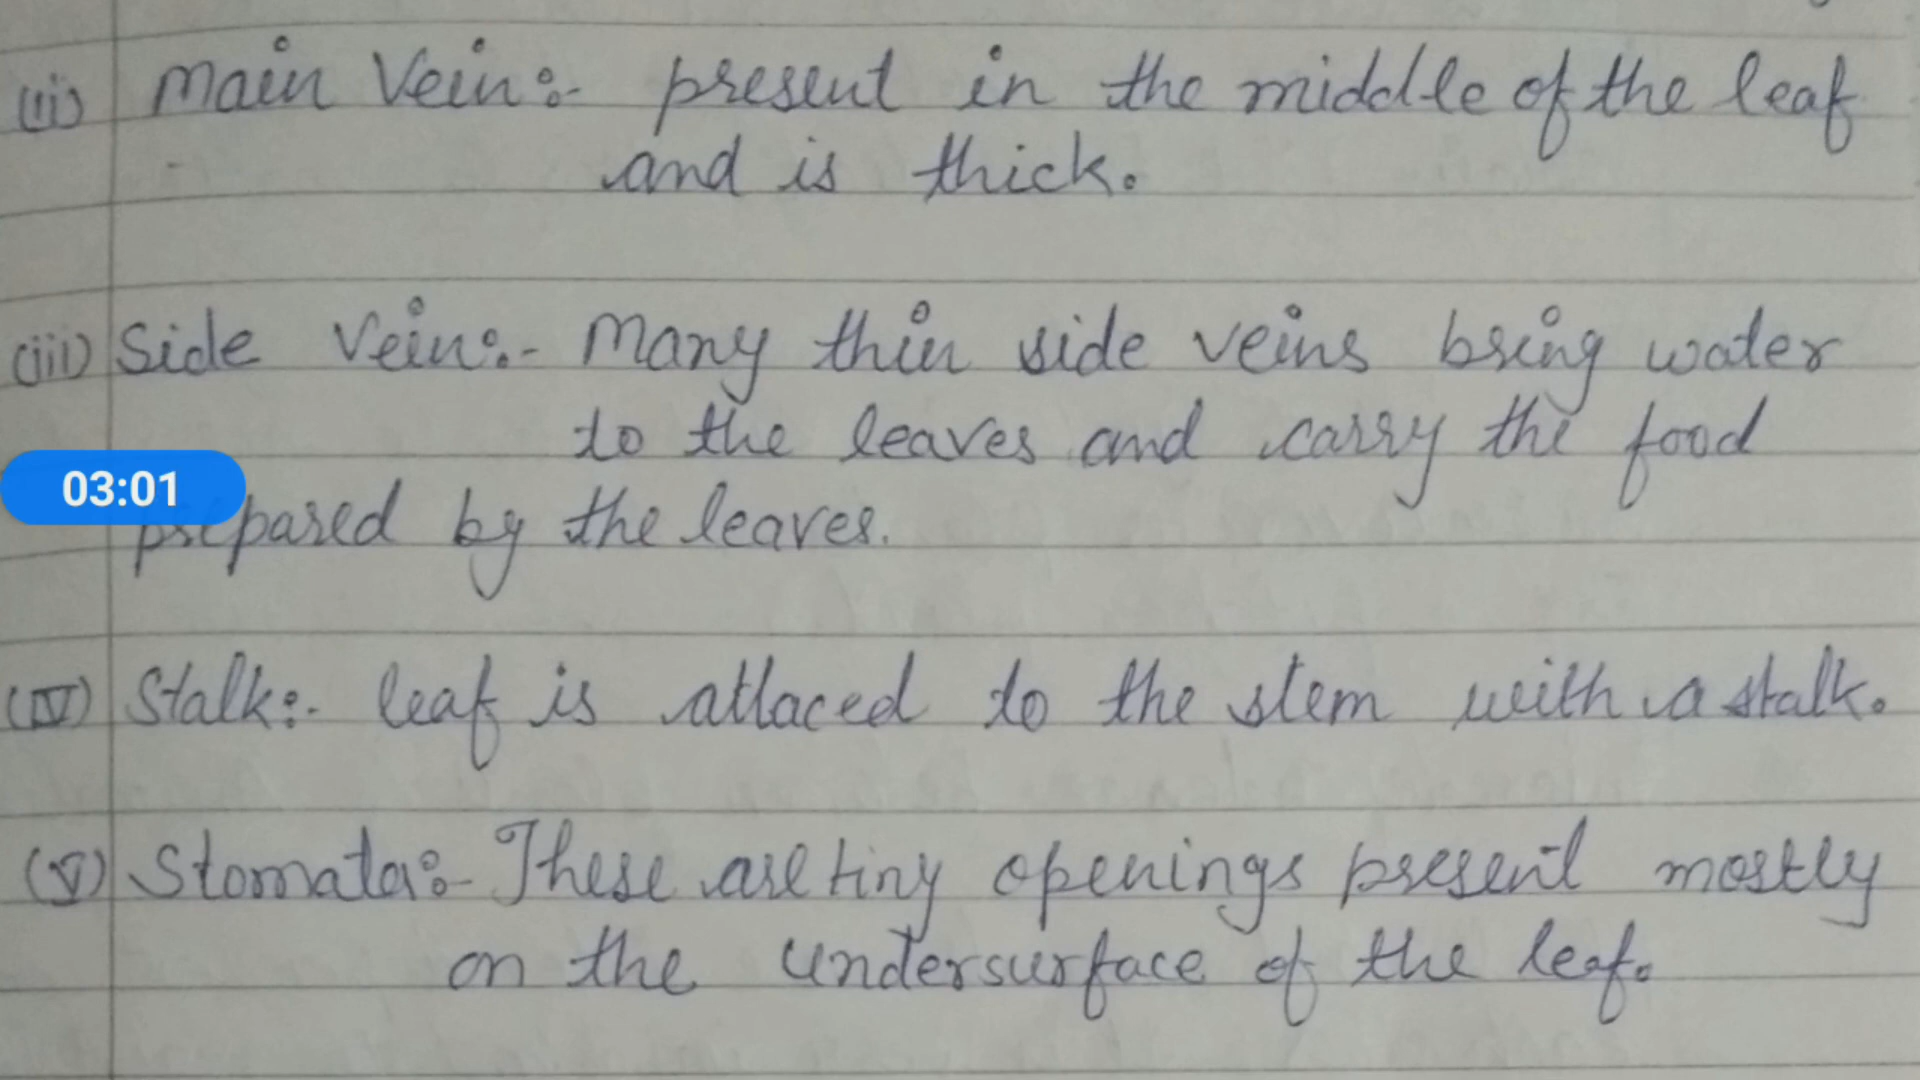 (ii) Main Vein:- present in the middle of the leaf
and is thick.
(iii) Side Vein:- Many thin side veins bring water
to the leaves and carry the food
03:01
prepared by the leaves.
(IV) Stalk:- leaf is attaced to the stem with a stalk.
(V) Stomata:- These are tiny openings present mostly
on the undersurface of the leaf.